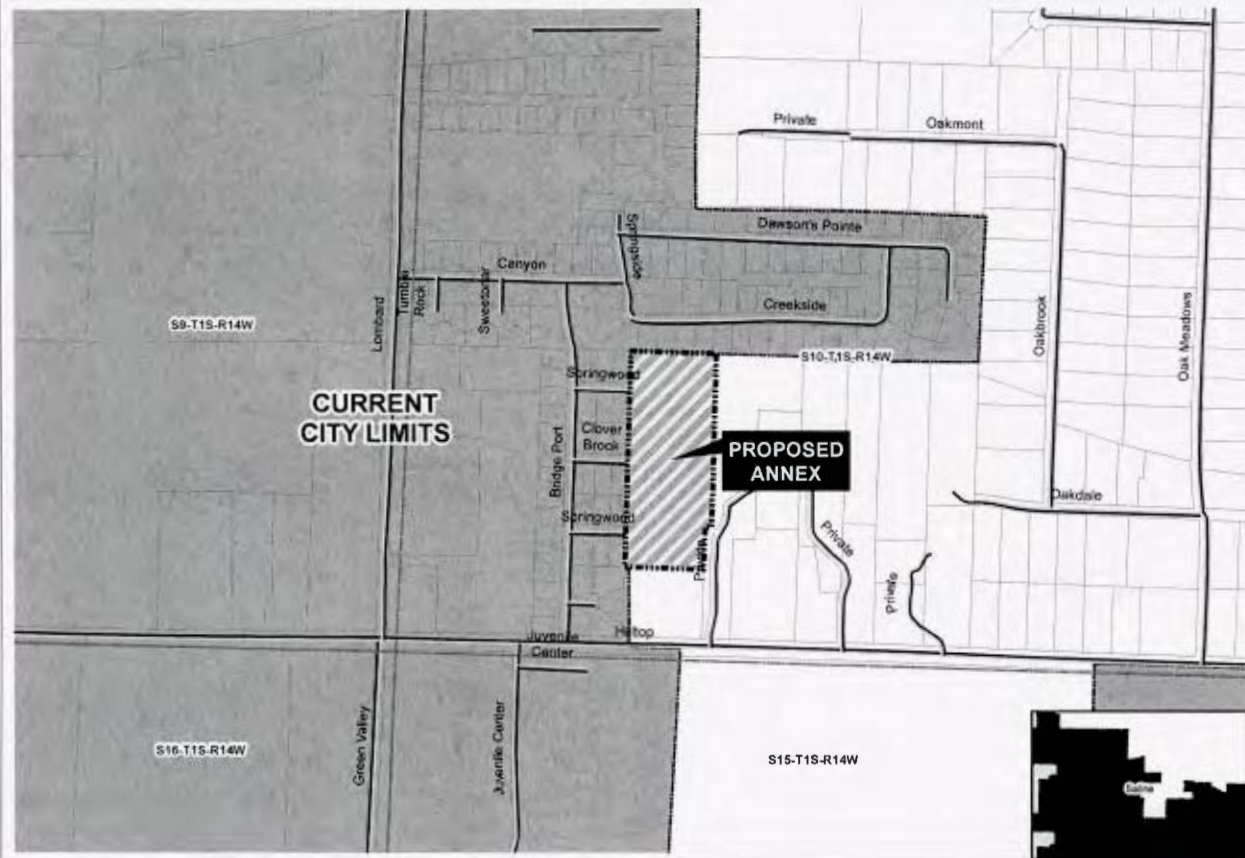 Private
Oakmont
Springside
Dawson's Pointe
Canyon
Creekside
Tumble
Rock
Sweetbriar
Lombard
S9-T1S-R14W
S10-T1S-R14W
Oakbrook
Oak Meadows
Springwood
CURRENT
CITY LIMITS
Clover
Brook
Bridge Port
PROPOSED
ANNEX
Oakdale
Springwood
Private
Private
Private
Hilltop
Juvenile
Center
Green Valley
Juvenile Center
S16-T1S-R14W
S15-T1S-R14W
Saline